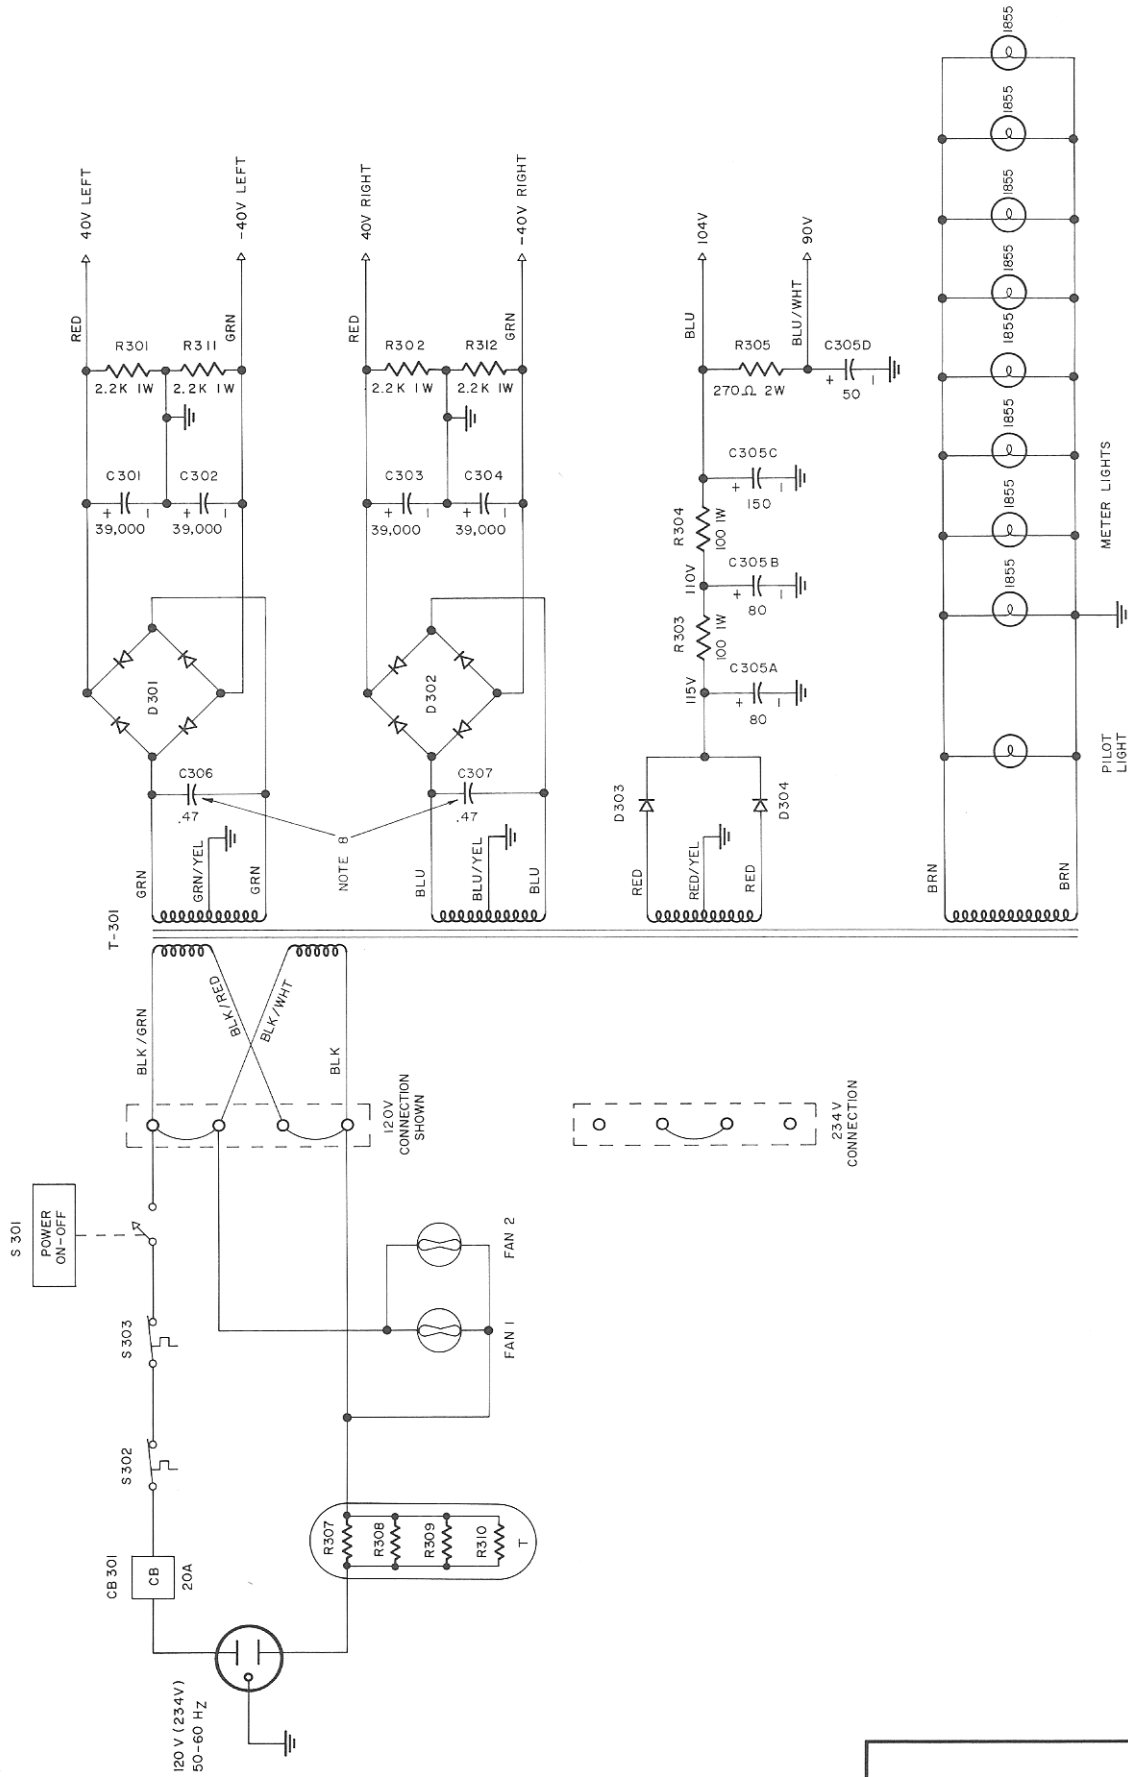 120V (234V)
50-60 HZ
CB 301
CB
20A
S302
S303
S 301
POWER
ON-OFF
R307
R308
R309
R310
T
FAN 1
FAN 2
120V
CONNECTION
SHOWN
234V
CONNECTION
BLK/GRN
BLK/RED
BLK/WHT
BLK
T-301
GRN
GRN/YEL
GRN
C306
.47
D301
C301
39,000
C302
39,000
R301
2.2K 1W
R311
2.2K 1W
RED
GRN
40V LEFT
-40V LEFT
NOTE 8
BLU
BLU/YEL
BLU
C307
.47
D302
C303
39,000
C304
39,000
R302
2.2K 1W
R312
2.2K 1W
RED
GRN
40V RIGHT
-40V RIGHT
RED
RED/YEL
RED
D303
D304
115V
C305A
+
80
R303
100 1W
110V
C305B
+
80
R304
100 1W
C305C
+
150
R305
270Ω 2W
C305D
+
50
BLU
BLU/WHT
104V
90V
BRN
BRN
PILOT
LIGHT
METER LIGHTS
1855
1855
1855
1855
1855
1855
1855
1855